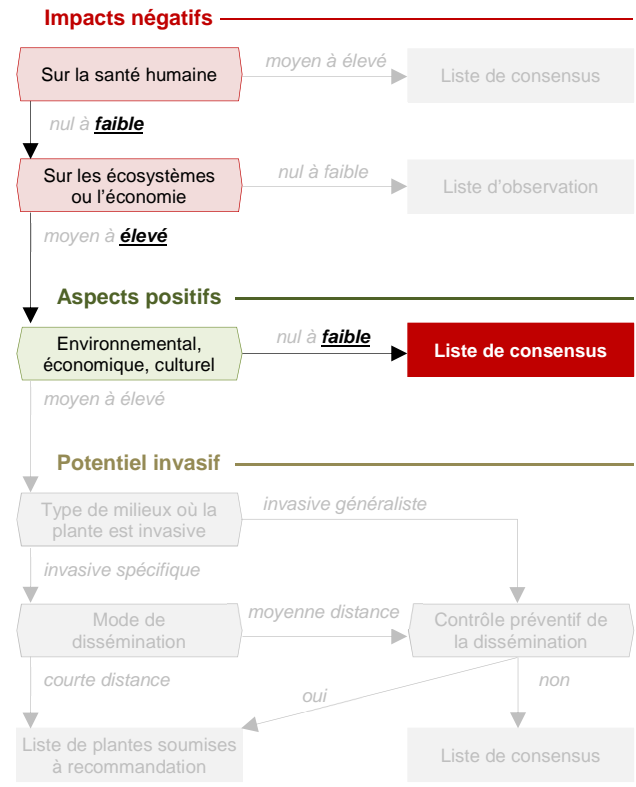 Impacts négatifs
Sur la santé humaine
moyen à élevé
Liste de consensus
nul à faible
Sur les écosystèmes
ou l'économie
nul à faible
Liste d'observation
moyen à élevé
Aspects positifs
Environnemental,
économique, culturel
nul à faible
Liste de consensus
moyen à élevé
Potentiel invasif
Type de milieux où la
plante est invasive
invasive généraliste
invasive spécifique
Mode de
dissémination
moyenne distance
Contrôle préventif de
la dissémination
courte distance
oui
non
Liste de plantes soumises
à recommandation
Liste de consensus